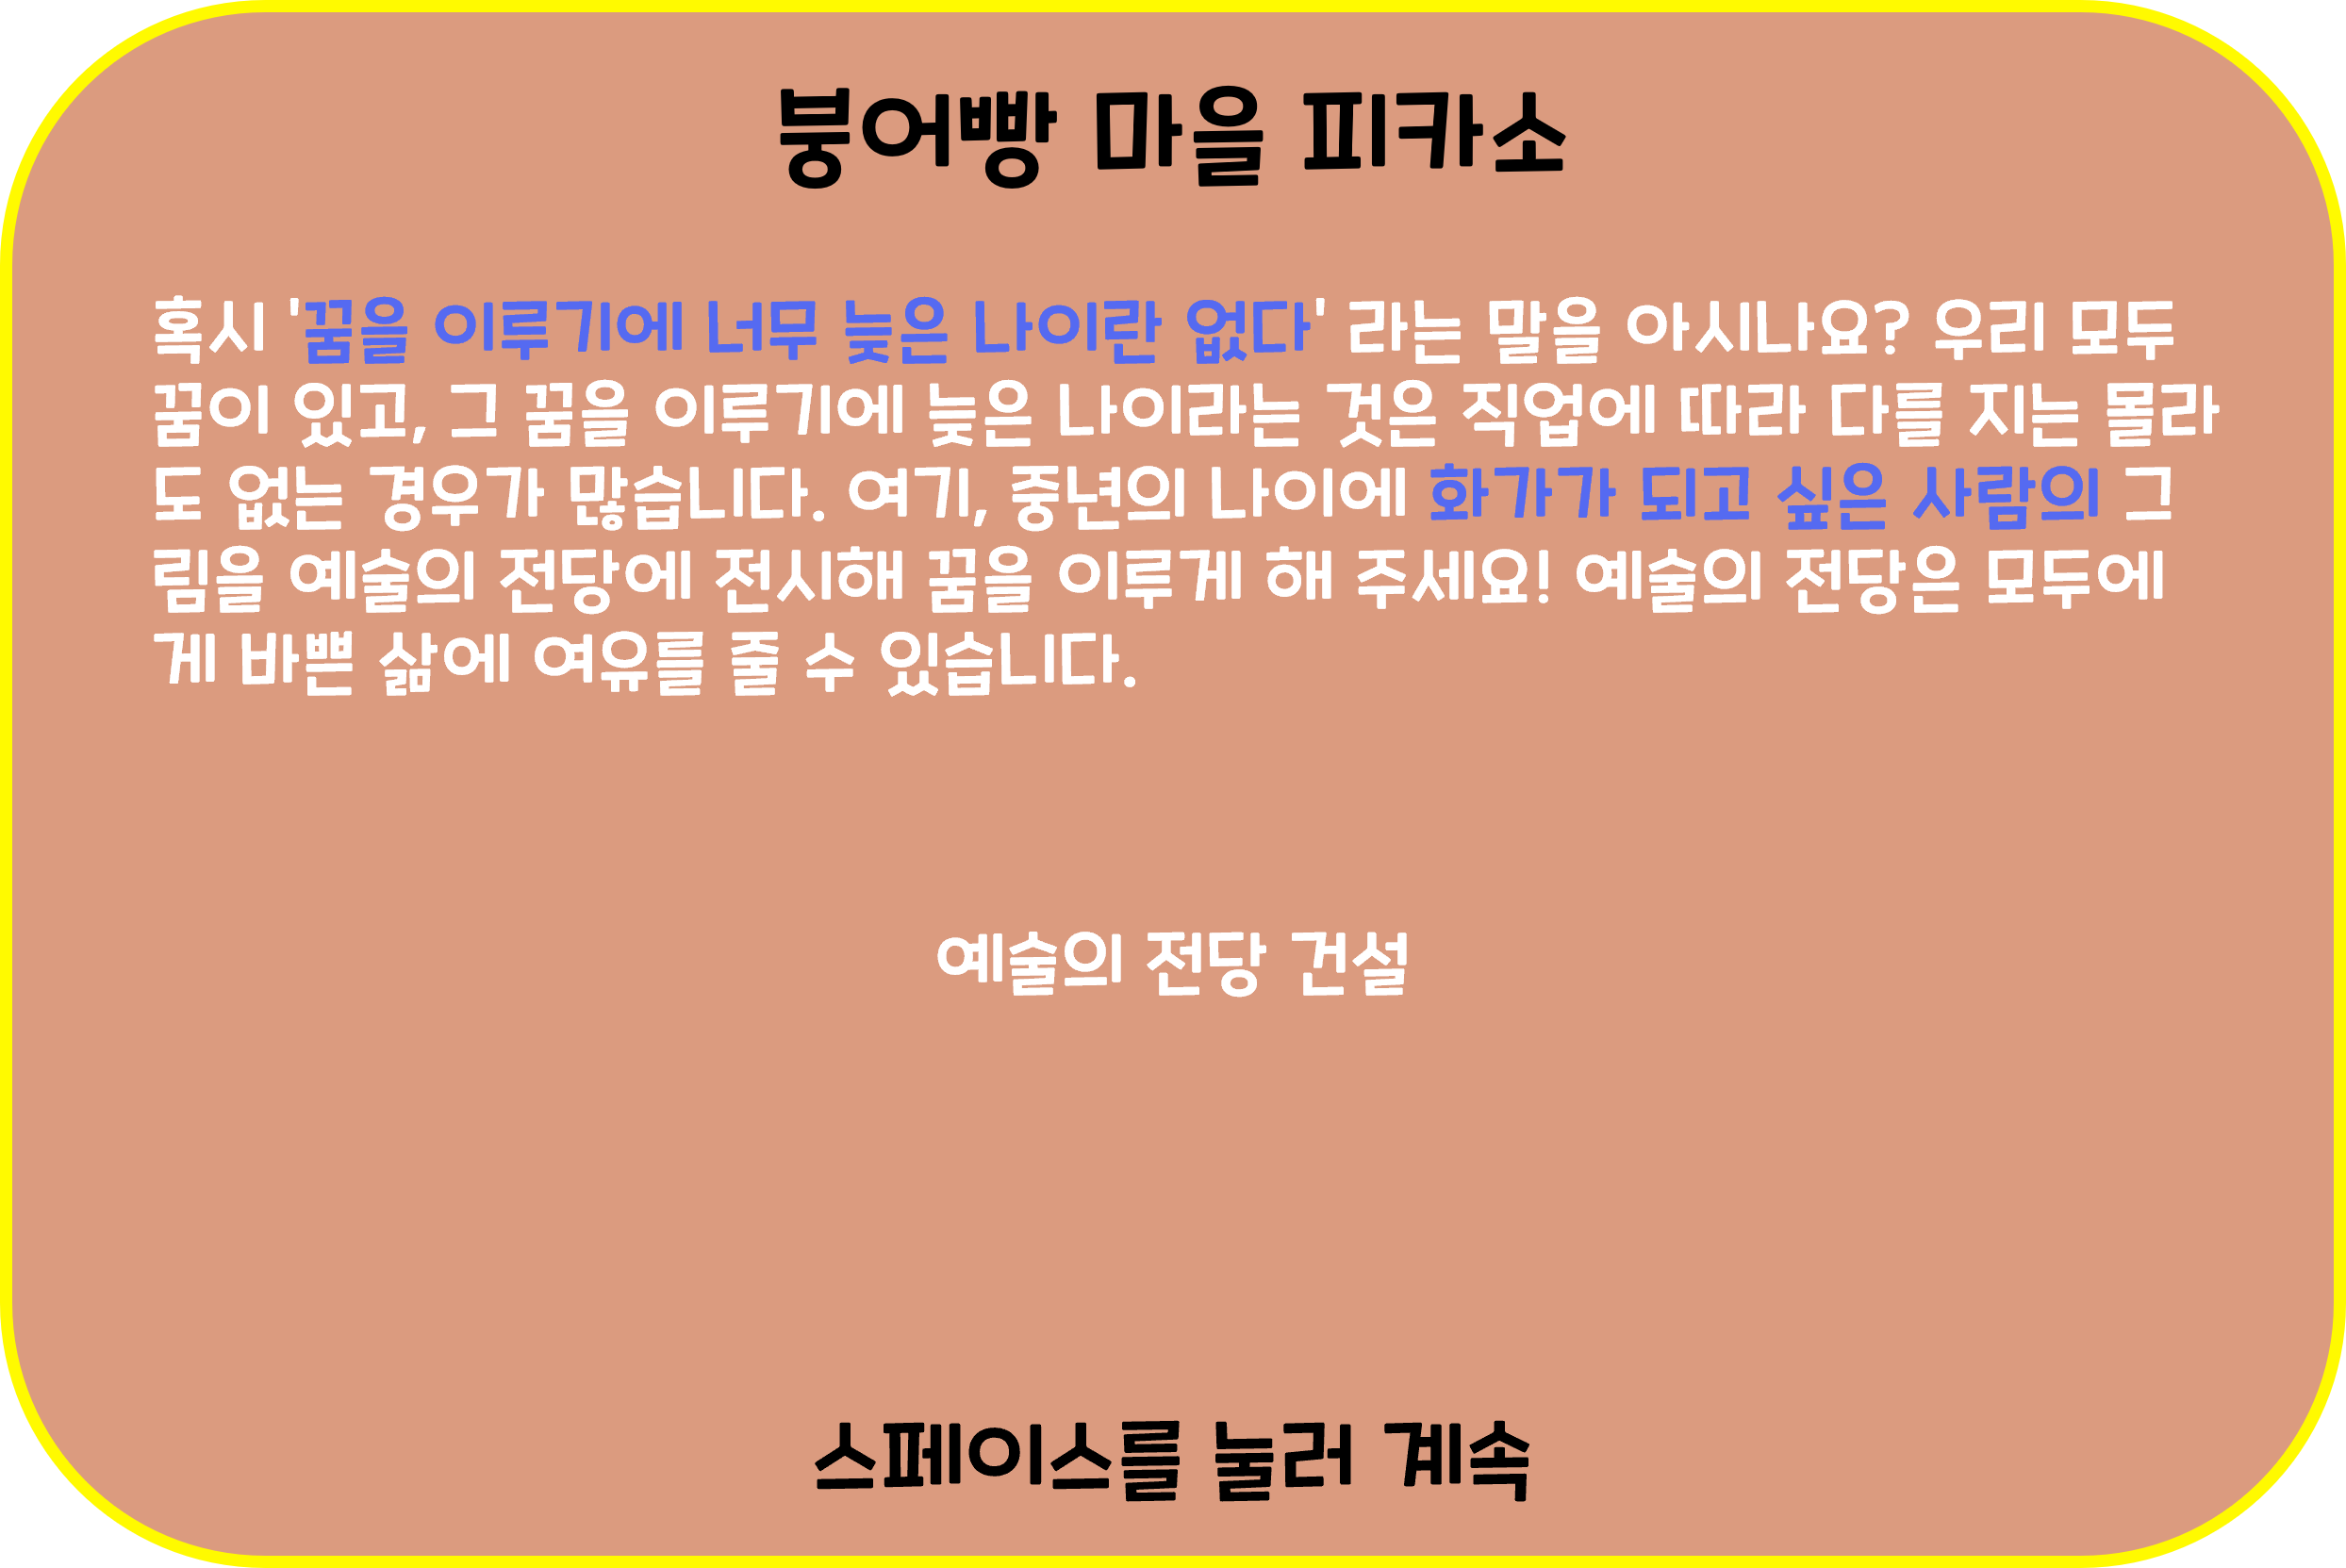 붕어빵 마을 피카소
혹시 '꿈을 이루기에 너무 늦은 나이란 없다' 라는 말을 아시나요? 우리 모두
꿈이 있고, 그 꿈을 이루기에 늦은 나이라는 것은 직업에 따라 다를 지는 몰라
도 없는 경우가 많습니다. 여기, 중년의 나이에 화가가 되고 싶은 사람의 그
림을 예술의 전당에 전시해 꿈을 이루게 해 주세요! 예술의 전당은 모두에
게 바쁜 삶에 여유를 줄 수 있습니다.
예술의 전당 건설
스페이스를 눌러 계속